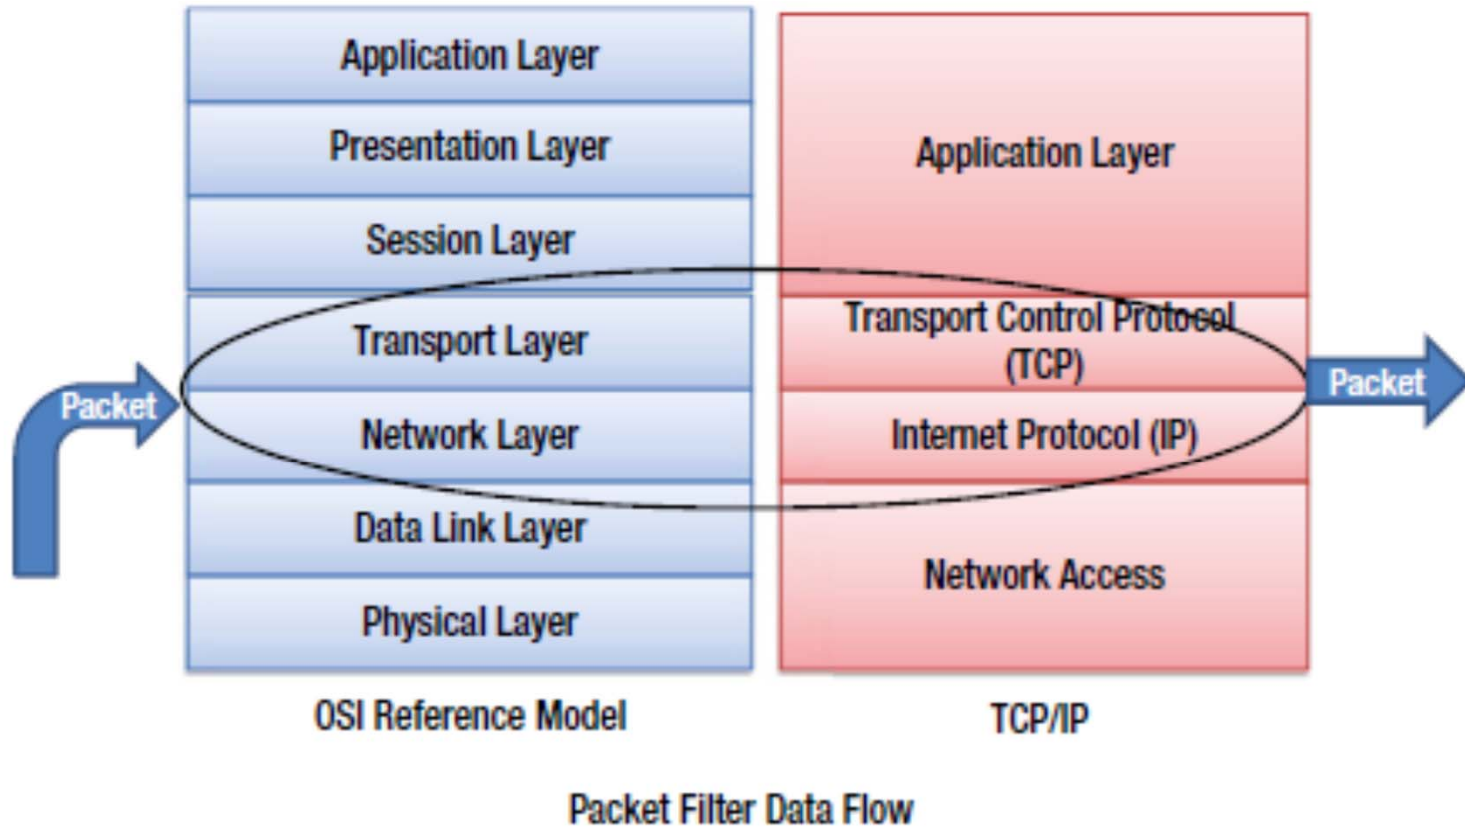 Application Layer
Presentation Layer
Session Layer
Transport Layer
Network Layer
Data Link Layer
Physical Layer
OSI Reference Model
Application Layer
Transport Control Protocol
(TCP)
Internet Protocol (IP)
Network Access
TCP/IP
Packet
Packet
Packet Filter Data Flow